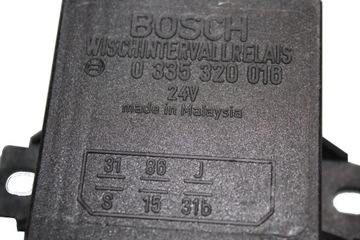 BOSCH
WISCHINTERVALLRELAIS
0 335 320 016
24V
made in Malaysia
31 86 J
S 15 31b